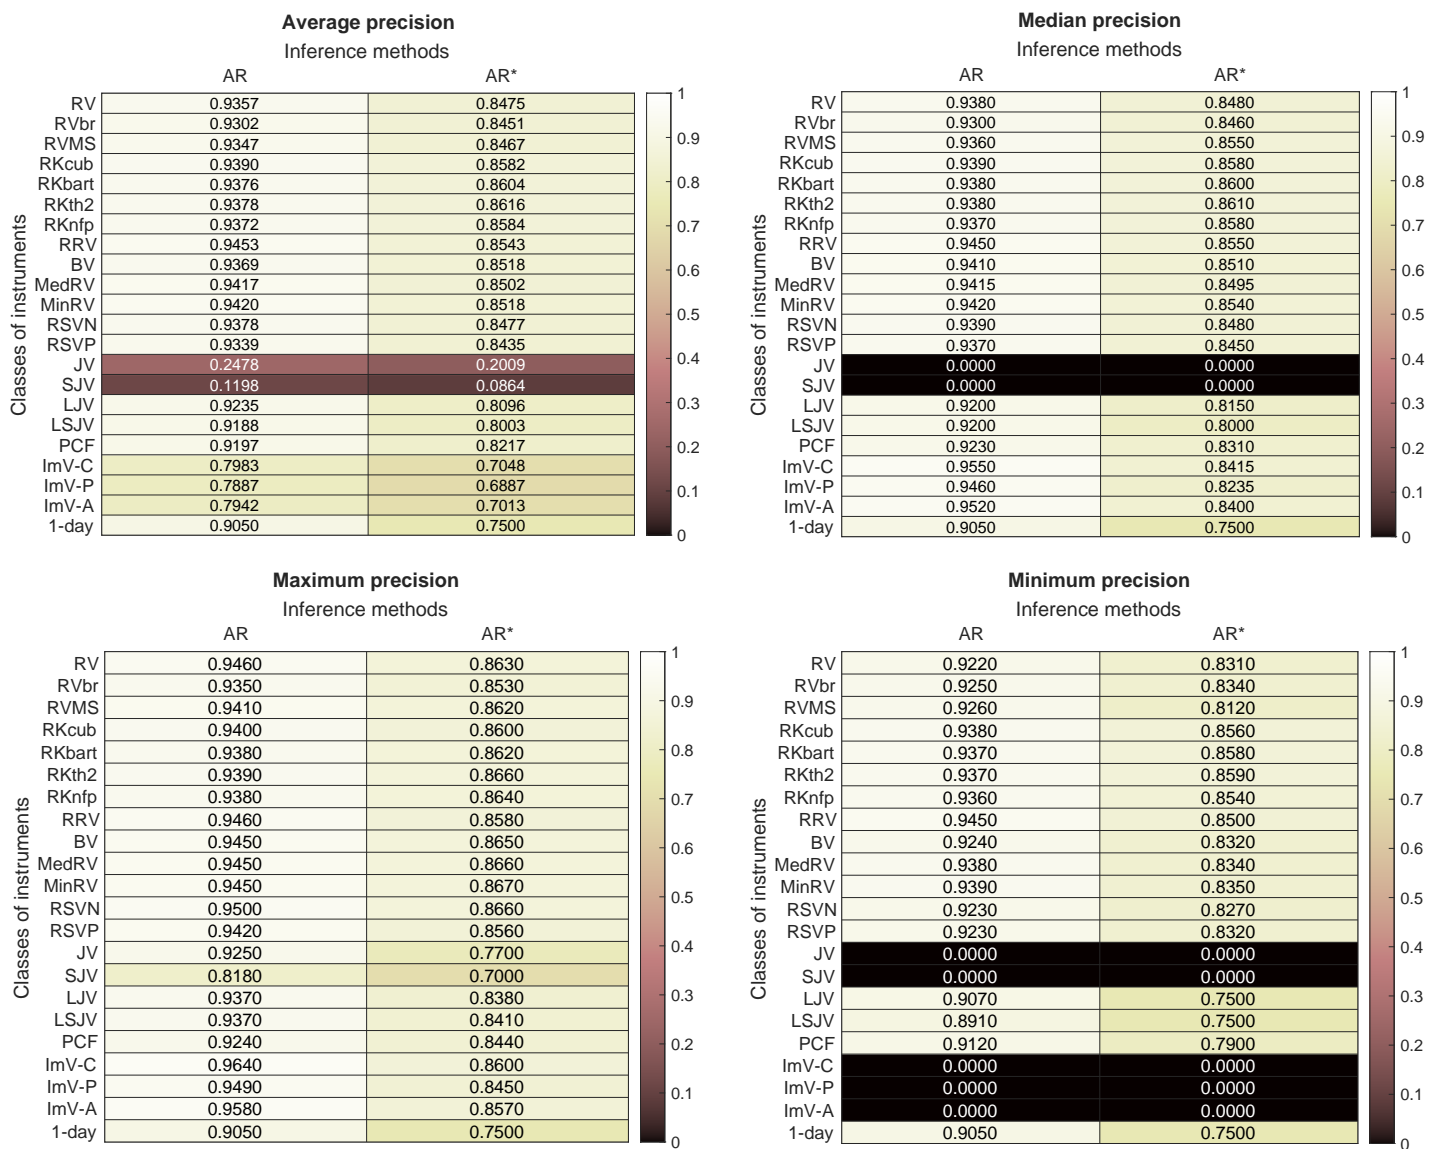 Average precision
Inference methods
AR AR*
RV 0.9357 0.8475
RVbr 0.9302 0.8451
RVMS 0.9347 0.8467
RKcub 0.9390 0.8582
RKbart 0.9376 0.8604
RKth2 0.9378 0.8616
RKnfp 0.9372 0.8584
RRV 0.9453 0.8543
BV 0.9369 0.8518
MedRV 0.9417 0.8502
MinRV 0.9420 0.8518
RSVN 0.9378 0.8477
RSVP 0.9339 0.8435
JV 0.2478 0.2009
SJV 0.1198 0.0864
LJV 0.9235 0.8096
LSJV 0.9188 0.8003
PCF 0.9197 0.8217
ImV-C 0.7983 0.7048
ImV-P 0.7887 0.6887
ImV-A 0.7942 0.7013
1-day 0.9050 0.7500
Classes of instruments
1
0.9
0.8
0.7
0.6
0.5
0.4
0.3
0.2
0.1
0
Median precision
Inference methods
AR AR*
RV 0.9380 0.8480
RVbr 0.9300 0.8460
RVMS 0.9360 0.8550
RKcub 0.9390 0.8580
RKbart 0.9380 0.8600
RKth2 0.9380 0.8610
RKnfp 0.9370 0.8580
RRV 0.9450 0.8550
BV 0.9410 0.8510
MedRV 0.9415 0.8495
MinRV 0.9420 0.8540
RSVN 0.9390 0.8480
RSVP 0.9370 0.8450
JV 0.0000 0.0000
SJV 0.0000 0.0000
LJV 0.9200 0.8150
LSJV 0.9200 0.8000
PCF 0.9230 0.8310
ImV-C 0.9550 0.8415
ImV-P 0.9460 0.8235
ImV-A 0.9520 0.8400
1-day 0.9050 0.7500
Classes of instruments
1
0.9
0.8
0.7
0.6
0.5
0.4
0.3
0.2
0.1
0
Maximum precision
Inference methods
AR AR*
RV 0.9460 0.8630
RVbr 0.9350 0.8530
RVMS 0.9410 0.8620
RKcub 0.9400 0.8600
RKbart 0.9380 0.8620
RKth2 0.9390 0.8660
RKnfp 0.9380 0.8640
RRV 0.9460 0.8580
BV 0.9450 0.8650
MedRV 0.9450 0.8660
MinRV 0.9450 0.8670
RSVN 0.9500 0.8660
RSVP 0.9420 0.8560
JV 0.9250 0.7700
SJV 0.8180 0.7000
LJV 0.9370 0.8380
LSJV 0.9370 0.8410
PCF 0.9240 0.8440
ImV-C 0.9640 0.8600
ImV-P 0.9490 0.8450
ImV-A 0.9580 0.8570
1-day 0.9050 0.7500
Classes of instruments
1
0.9
0.8
0.7
0.6
0.5
0.4
0.3
0.2
0.1
0
Minimum precision
Inference methods
AR AR*
RV 0.9220 0.8310
RVbr 0.9250 0.8340
RVMS 0.9260 0.8120
RKcub 0.9380 0.8560
RKbart 0.9370 0.8580
RKth2 0.9370 0.8590
RKnfp 0.9360 0.8540
RRV 0.9450 0.8500
BV 0.9240 0.8320
MedRV 0.9380 0.8340
MinRV 0.9390 0.8350
RSVN 0.9230 0.8270
RSVP 0.9230 0.8320
JV 0.0000 0.0000
SJV 0.0000 0.0000
LJV 0.9070 0.7500
LSJV 0.8910 0.7500
PCF 0.9120 0.7900
ImV-C 0.0000 0.0000
ImV-P 0.0000 0.0000
ImV-A 0.0000 0.0000
1-day 0.9050 0.7500
Classes of instruments
1
0.9
0.8
0.7
0.6
0.5
0.4
0.3
0.2
0.1
0